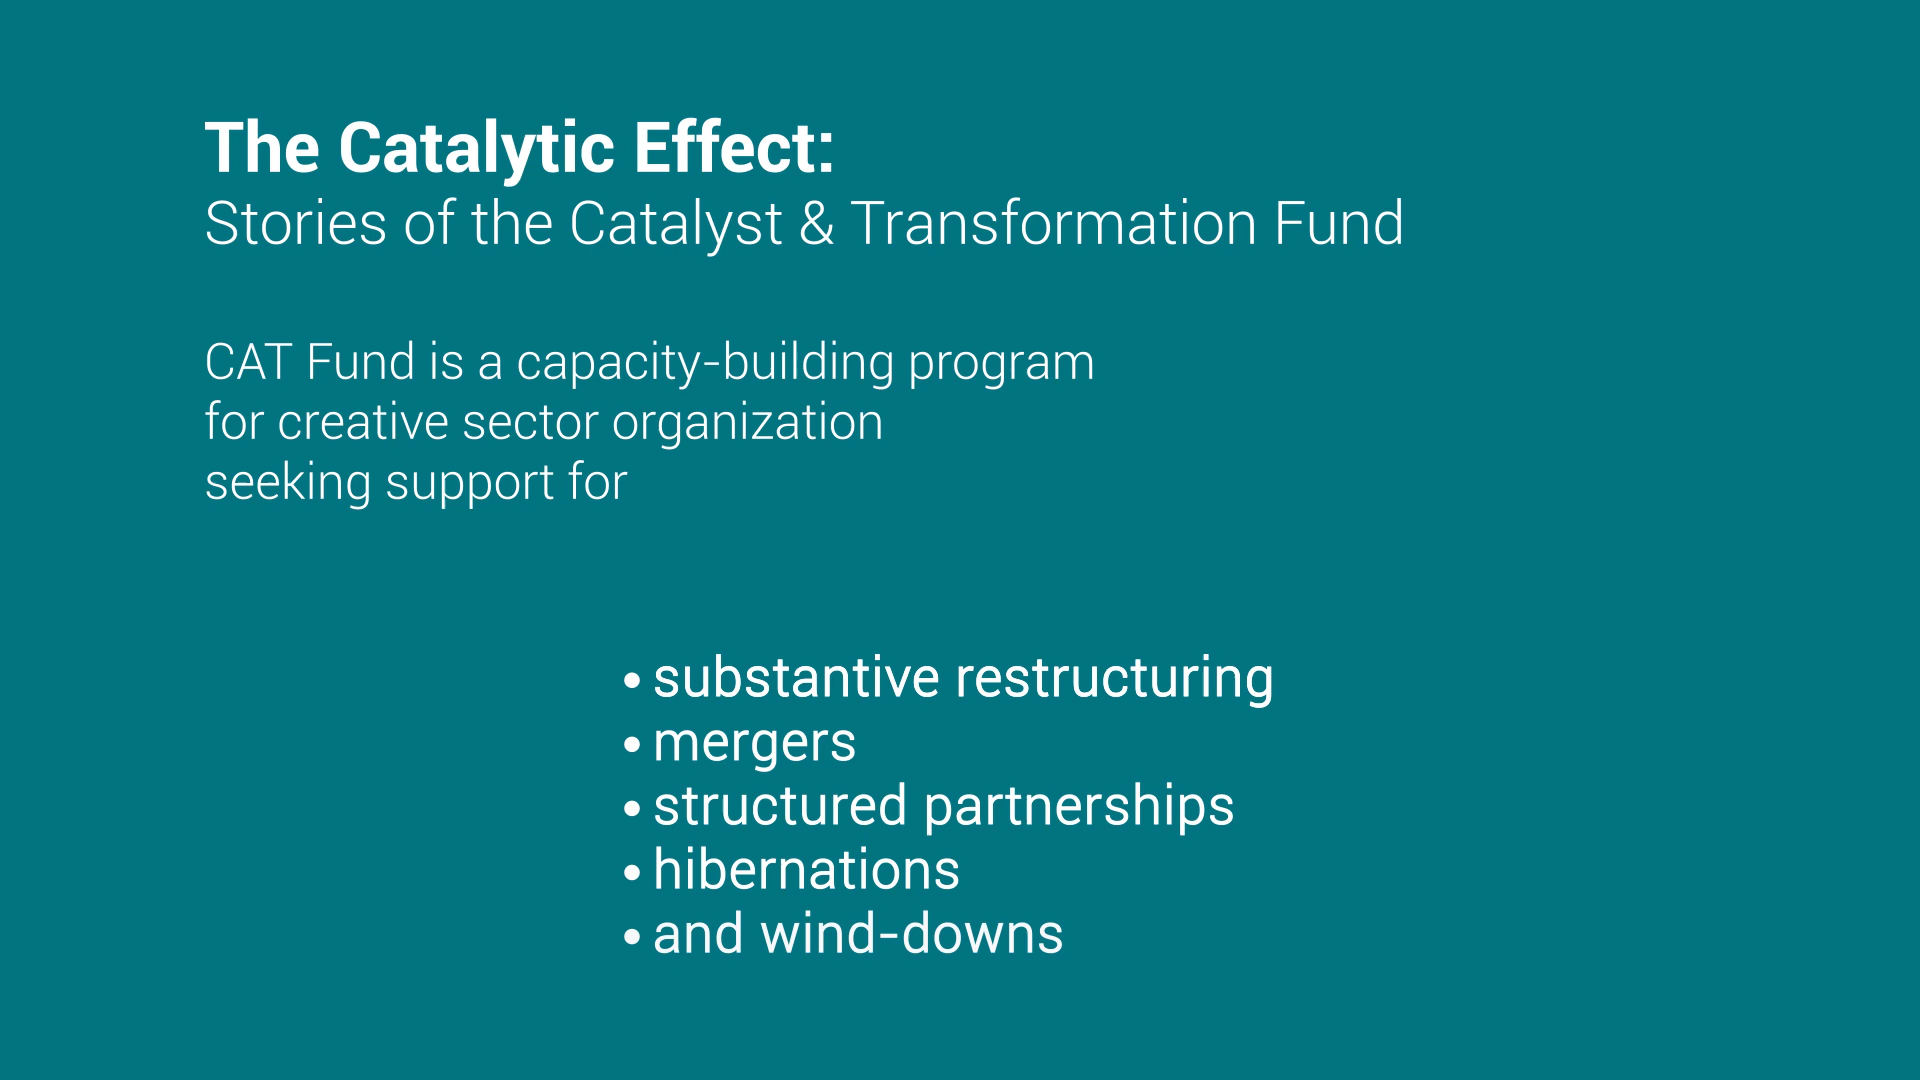 The Catalytic Effect:
Stories of the Catalyst & Transformation Fund
CAT Fund is a capacity-building program
for creative sector organization
seeking support for
• substantive restructuring
• mergers
• structured partnerships
• hibernations
• and wind-downs